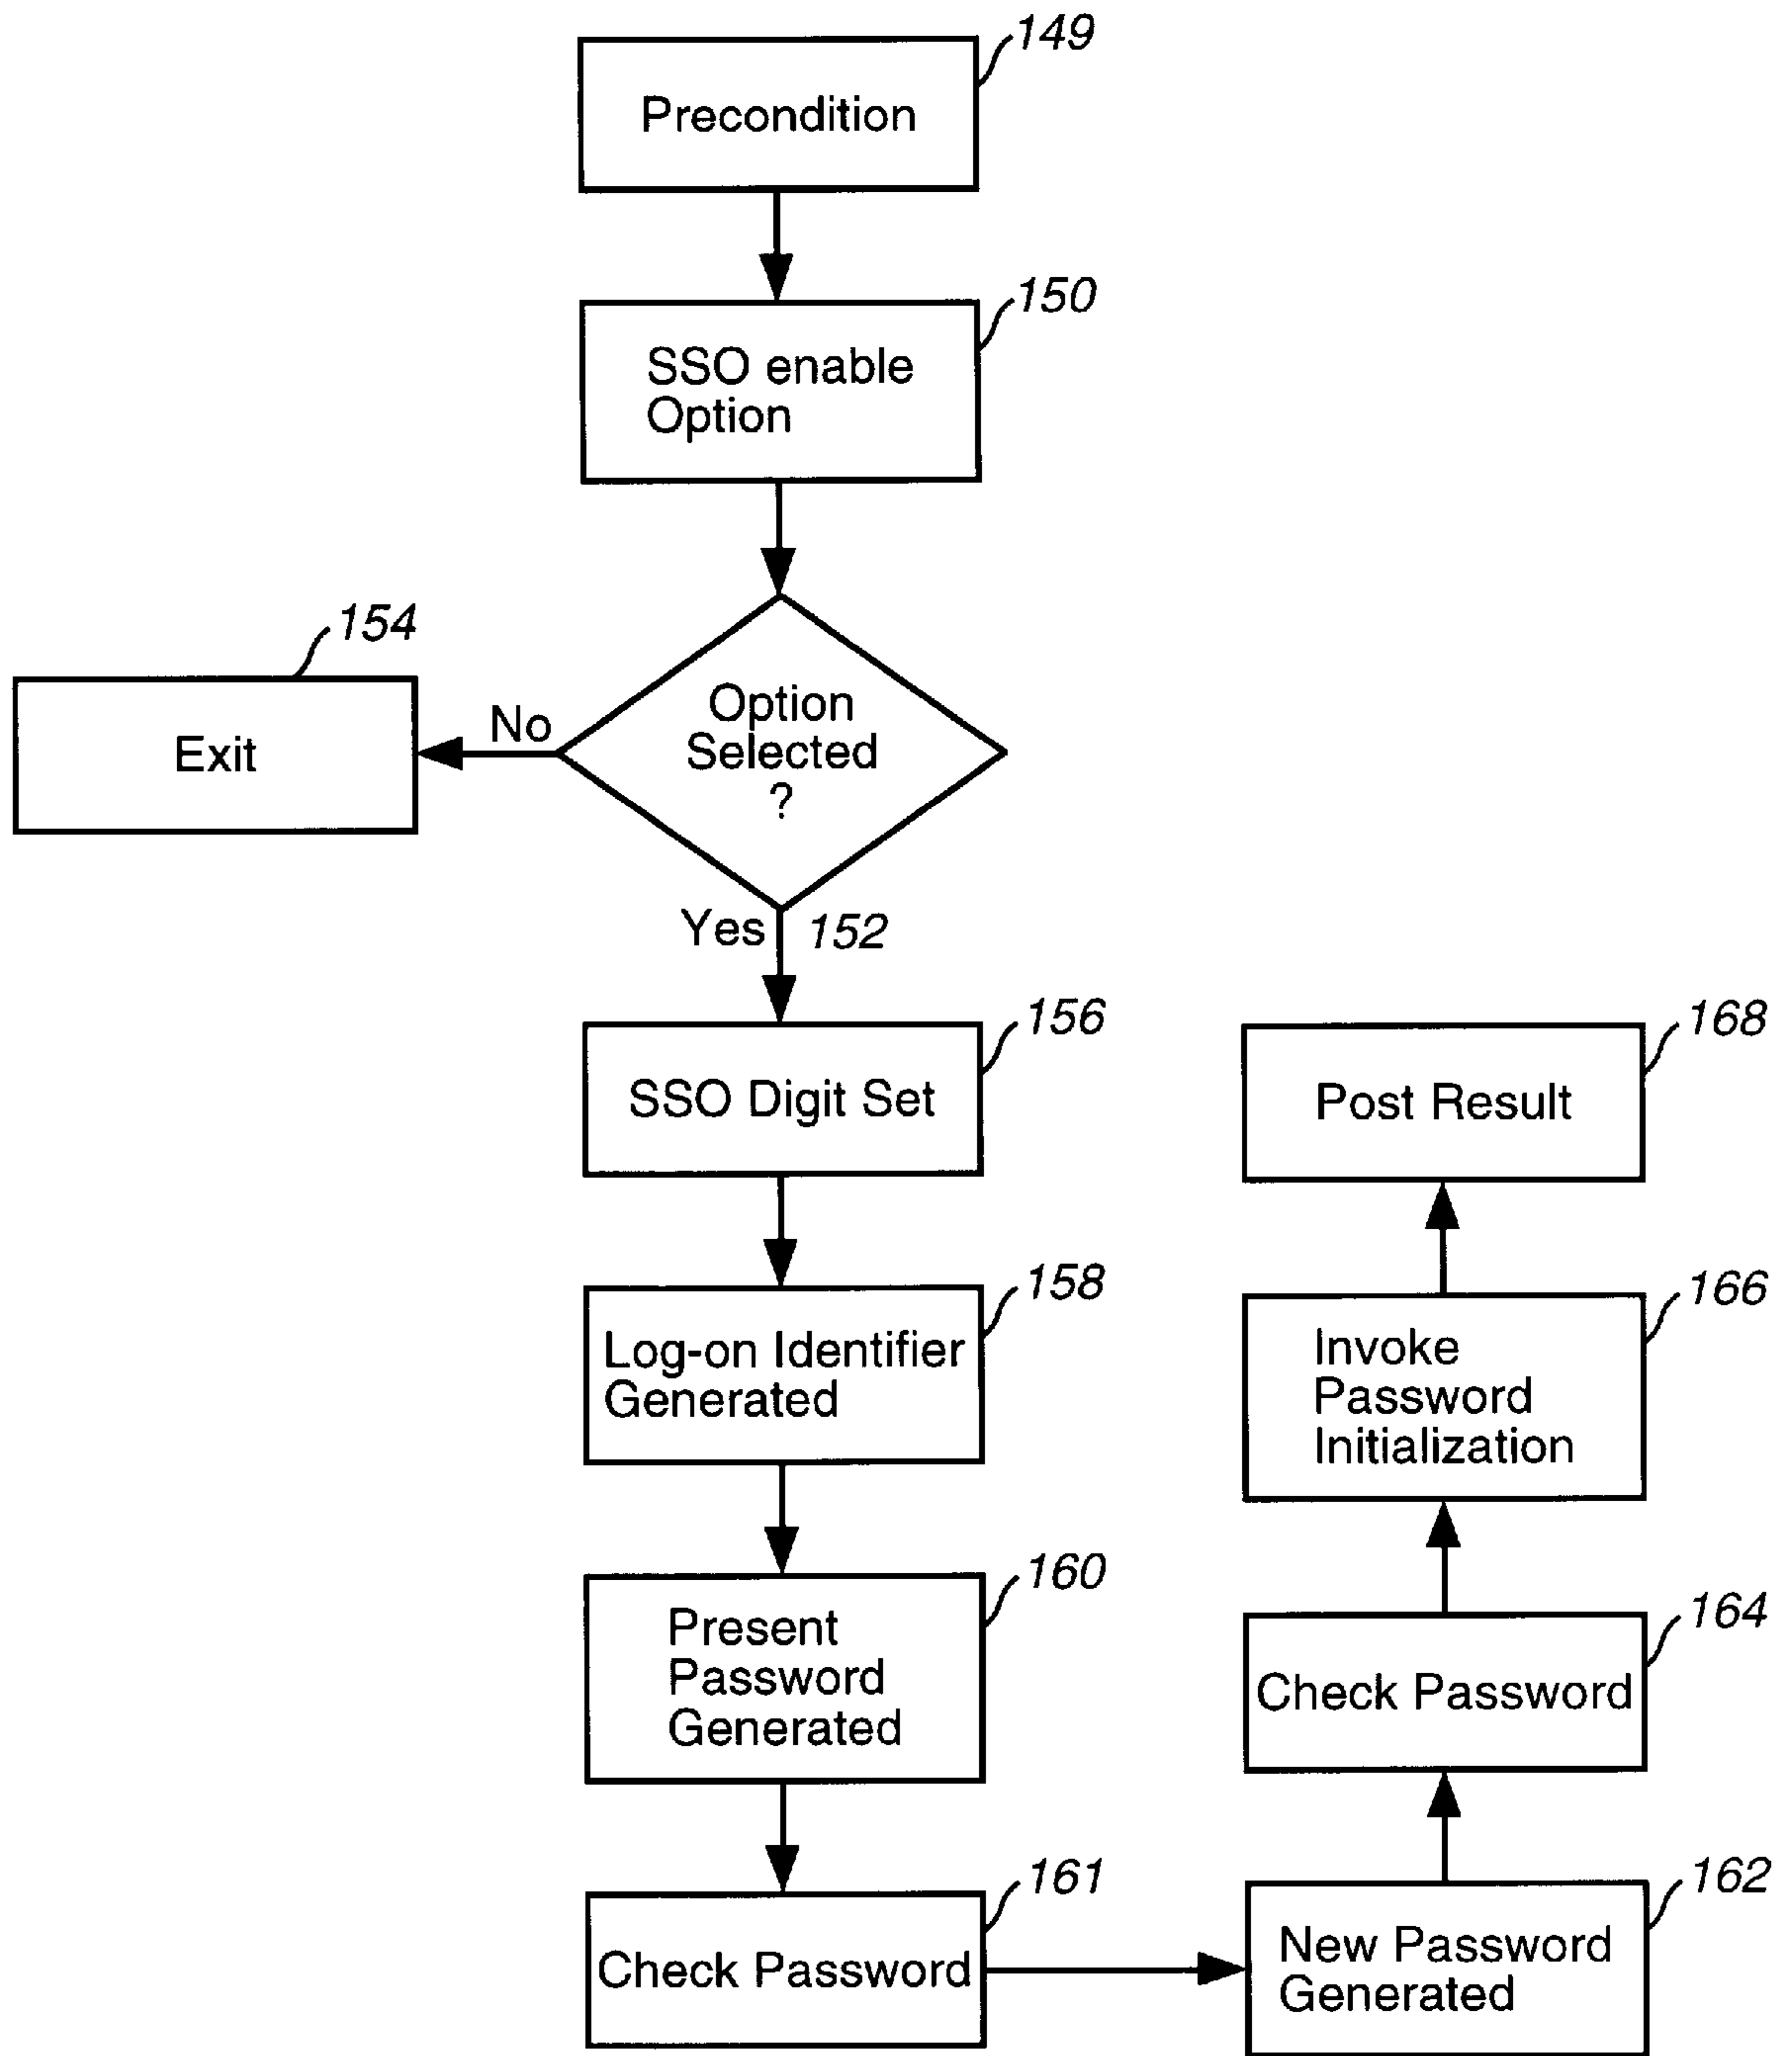 149
Precondition
150
SSO enable
Option
154
Exit
No
Option
Selected
?
Yes
152
156
SSO Digit Set
158
Log-on Identifier
Generated
160
Present
Password
Generated
161
Check Password
162
New Password
Generated
164
Check Password
166
Invoke
Password
Initialization
168
Post Result